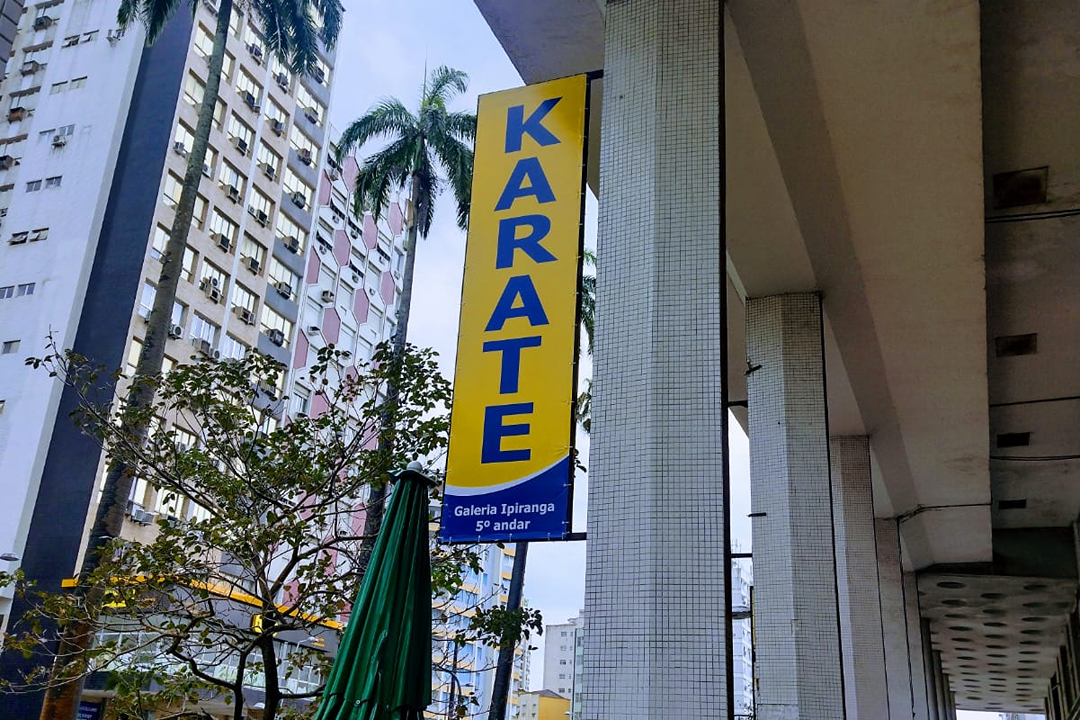 KARATE
Galeria Ipiranga
5º andar